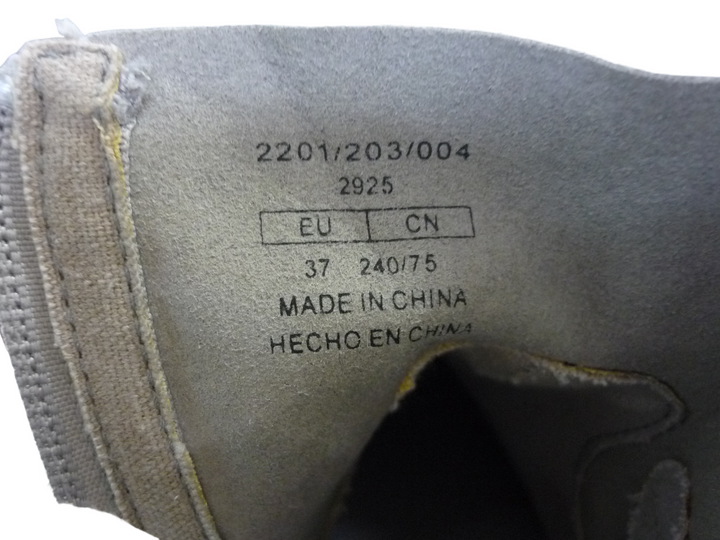 2201/203/004
2925
EU CN
37 240/75
MADE IN CHINA
HECHO EN CHINA